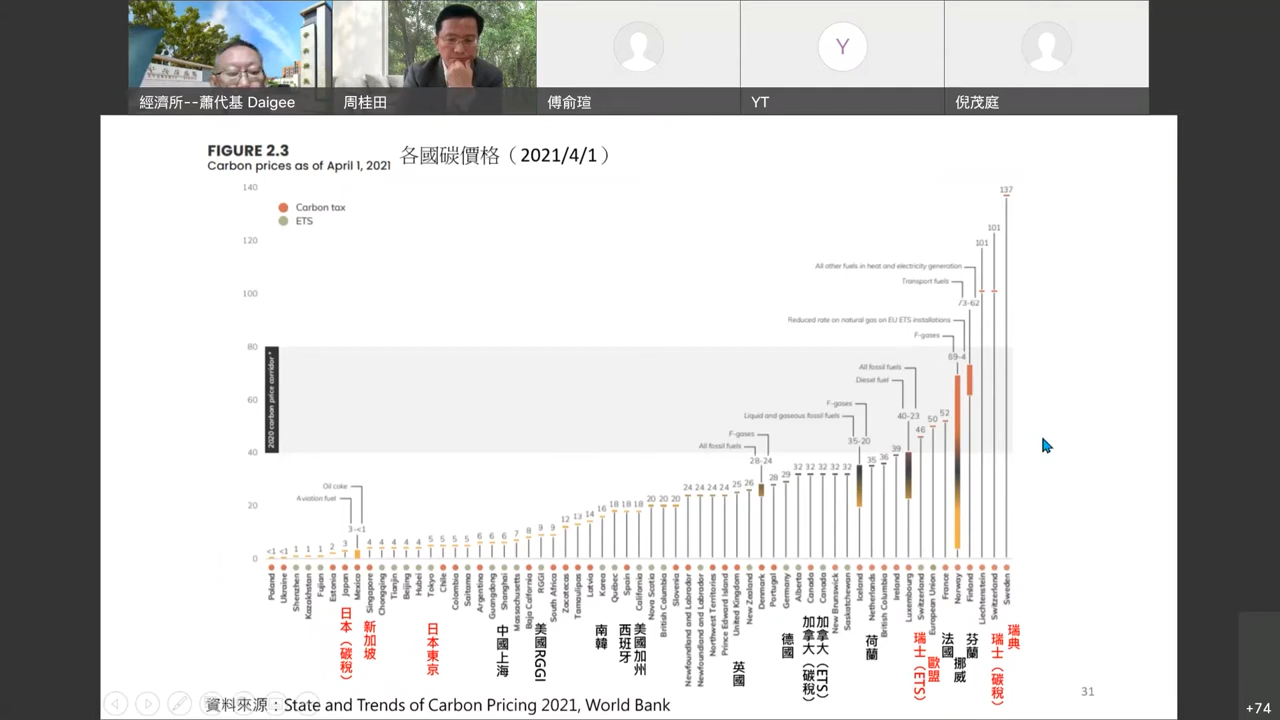 經濟所--蕭代基 Daigee
周桂田
傅俞瑄
Y
YT
倪茂庭
FIGURE 2.3
Carbon prices as of April 1, 2021
各國碳價格（2021/4/1）
140
120
100
80
60
40
20
0
Carbon tax
ETS
2020 carbon price corridor *
Oil coke
Aviation fuel
F-gases
All fossil fuels
F-gases
Liquid and gaseous fossil fuels
All fossil fuels
Diesel fuel
All other fuels in heat and electricity generation
Transport fuels
Reduced rate on natural gas on EU ETS installations
F-gases
<1
<1
1
1
1
2
3
3-<1
4
4
4
4
4
5
5
5
5
6
6
6
7
8
9
9
12
13
14
16
18
18
18
20
20
20
24
24
24
24
25
26
28-24
28
29
32
32
32
32
32
35-20
35
36
39
40-23
46
50
52
69-4
73-62
101
101
137
Poland
Ukraine
Shenzhen
Kazakhstan
Fujian
Estonia
Japan
Mexico
Singapore
Chongqing
Tianjin
Beijing
Hubei
Tokyo
Chile
Colombia
Saitama
Argentina
Guangdong
Shanghai
Massachusetts
Baja California
RGGI
South Africa
Zacatecas
Tamaulipas
Latvia
Korea
Québec
Spain
California
Nova Scotia
British Columbia
Slovenia
Newfoundland and Labrador
Newfoundland and Labrador
Northwest Territories
Prince Edward Island
United Kingdom
New Zealand
Denmark
Portugal
Germany
Alberta
Canada
Canada
New Brunswick
Saskatchewan
Iceland
Netherlands
British Columbia
Ireland
Luxembourg
Switzerland
European Union
France
Norway
Finland
Liechtenstein
Switzerland
Sweden
日本（碳稅）
新加坡
日本東京
中國上海
美國RGGI
南韓
西班牙
美國加州
英國
德國
加拿大（碳稅）
加拿大（ETS）
荷蘭
瑞士（ETS）
歐盟
法國
挪威
芬蘭
瑞士（碳稅）
瑞典
31
資料來源：State and Trends of Carbon Pricing 2021, World Bank
+74